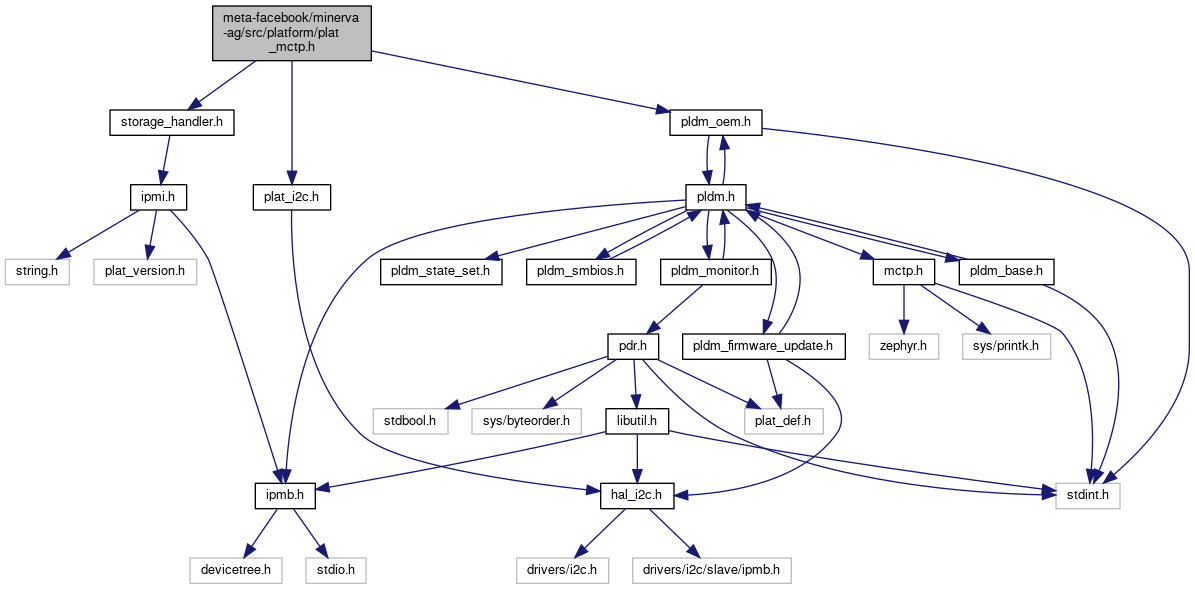 meta-facebook/minerva
-ag/src/platform/plat
_mctp.h
storage_handler.h
pldm_oem.h
ipmi.h
plat_i2c.h
pldm.h
string.h
plat_version.h
pldm_state_set.h
pldm_smbios.h
pldm_monitor.h
mctp.h
pldm_base.h
pdr.h
pldm_firmware_update.h
zephyr.h
sys/printk.h
stdbool.h
sys/byteorder.h
libutil.h
plat_def.h
ipmb.h
hal_i2c.h
stdint.h
devicetree.h
stdio.h
drivers/i2c.h
drivers/i2c/slave/ipmb.h